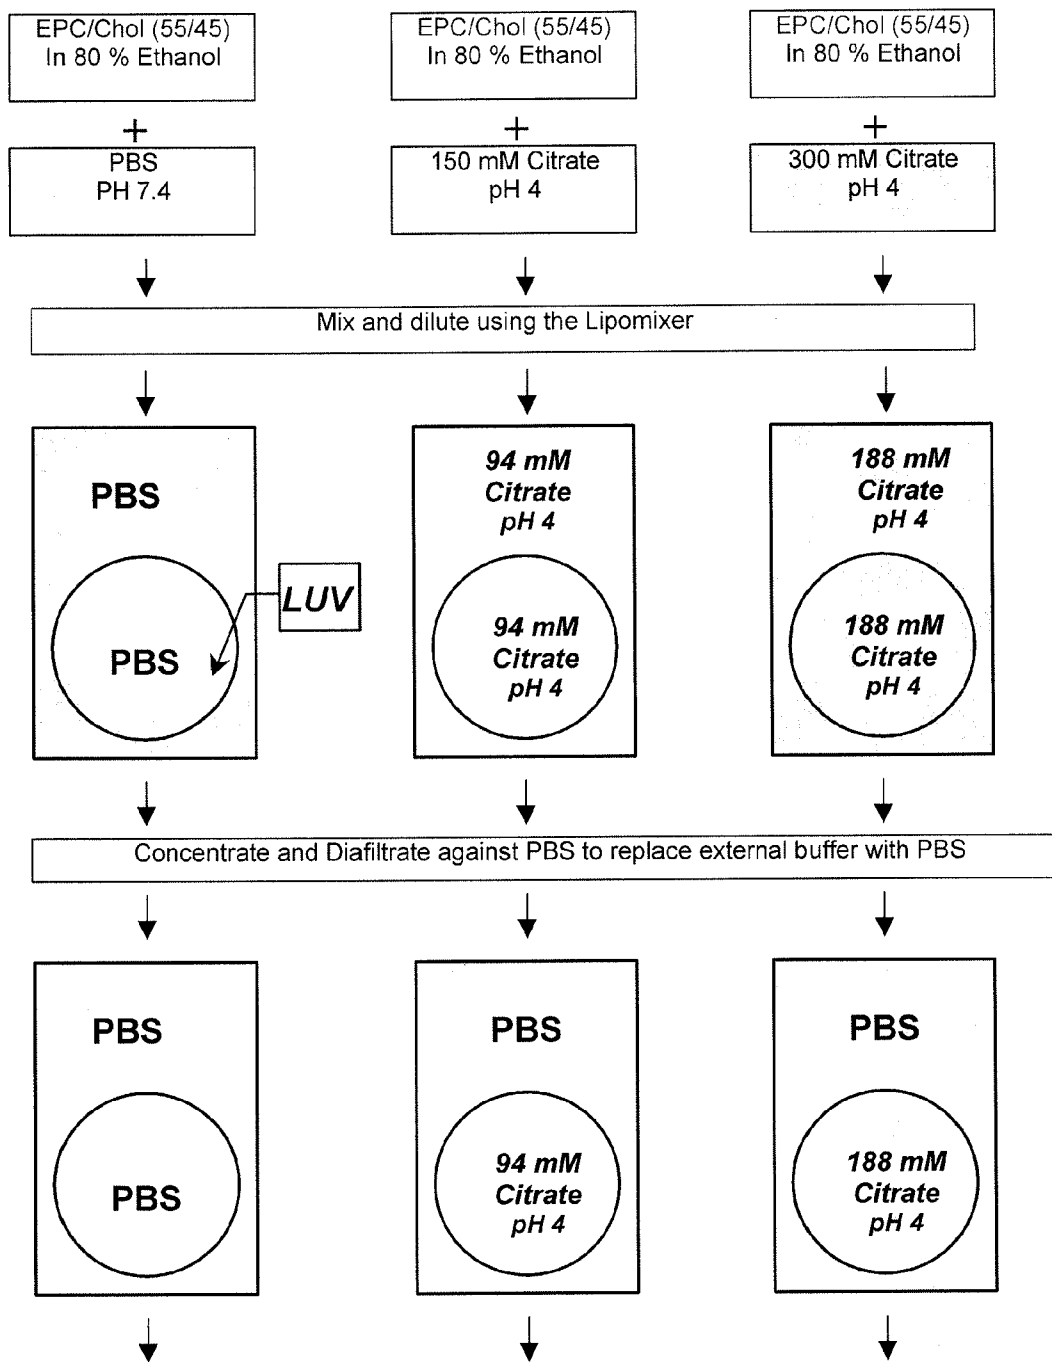 EPC/Chol (55/45)
In 80 % Ethanol
EPC/Chol (55/45)
In 80 % Ethanol
EPC/Chol (55/45)
In 80 % Ethanol
+
+
+
PBS
PH 7.4
150 mM Citrate
pH 4
300 mM Citrate
pH 4
Mix and dilute using the Lipomixer
PBS
PBS
LUV
94 mM
Citrate
pH 4
94 mM
Citrate
pH 4
188 mM
Citrate
pH 4
188 mM
Citrate
pH 4
Concentrate and Diafiltrate against PBS to replace external buffer with PBS
PBS
PBS
PBS
94 mM
Citrate
pH 4
PBS
188 mM
Citrate
pH 4